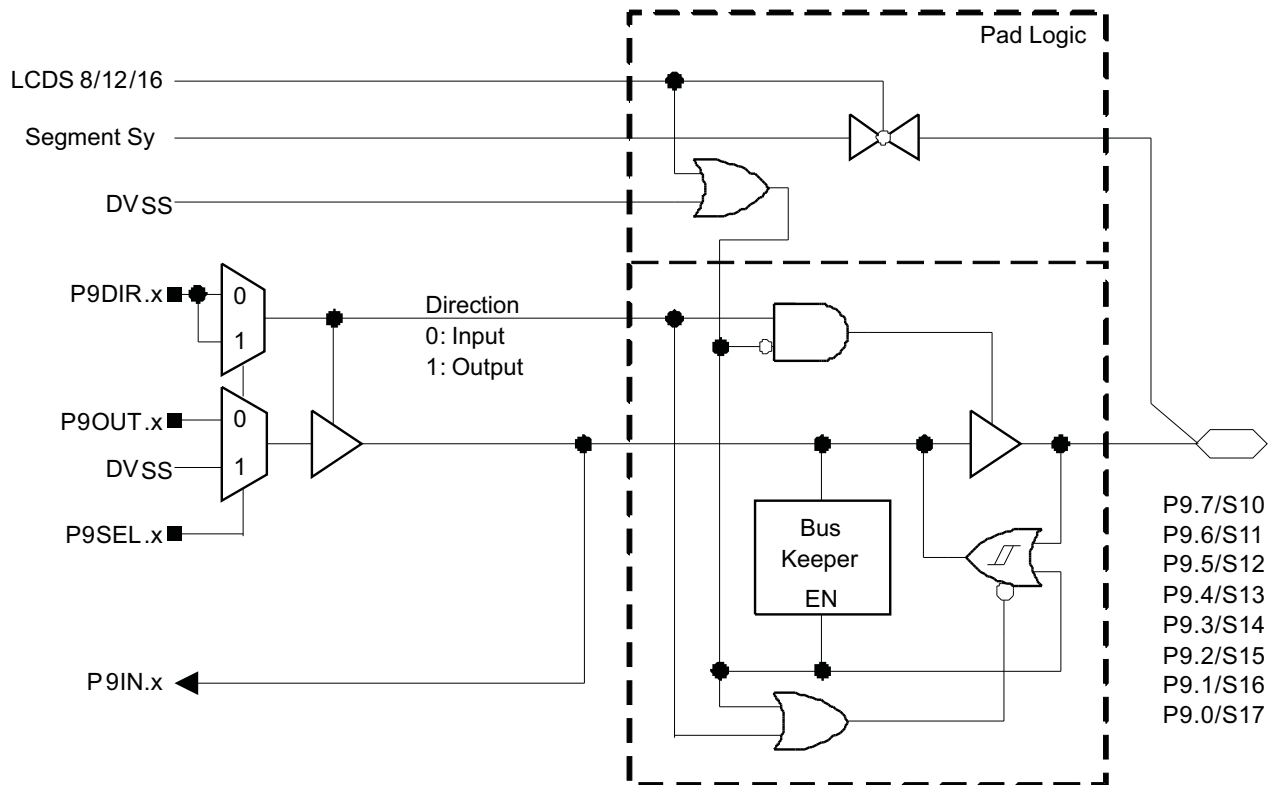 Pad Logic
LCDS 8/12/16
Segment Sy
DVSS
P9DIR.x
0
1
Direction
0: Input
1: Output
P9OUT.x
0
DVSS
1
P9SEL.x
Bus
Keeper
EN
P9IN.x
P9.7/S10
P9.6/S11
P9.5/S12
P9.4/S13
P9.3/S14
P9.2/S15
P9.1/S16
P9.0/S17